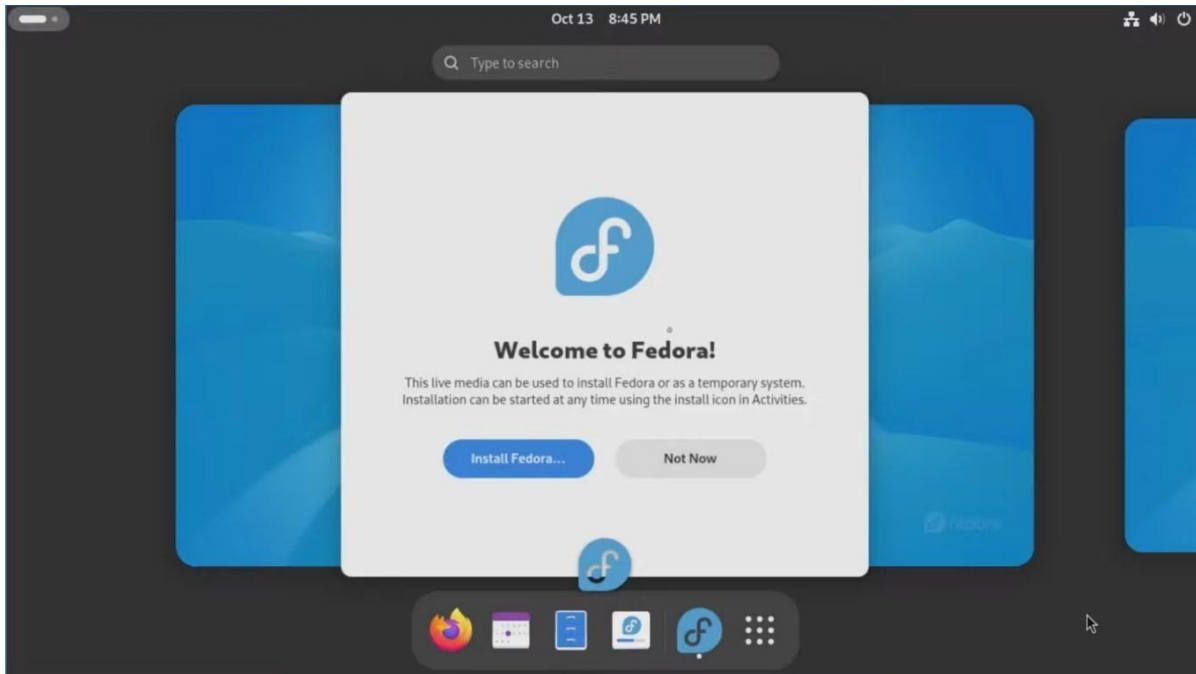 Oct 13 8:45 PM
Type to search
Welcome to Fedora!
This live media can be used to install Fedora or as a temporary system.
Installation can be started at any time using the install icon in Activities.
Install Fedora...
Not Now
fedora